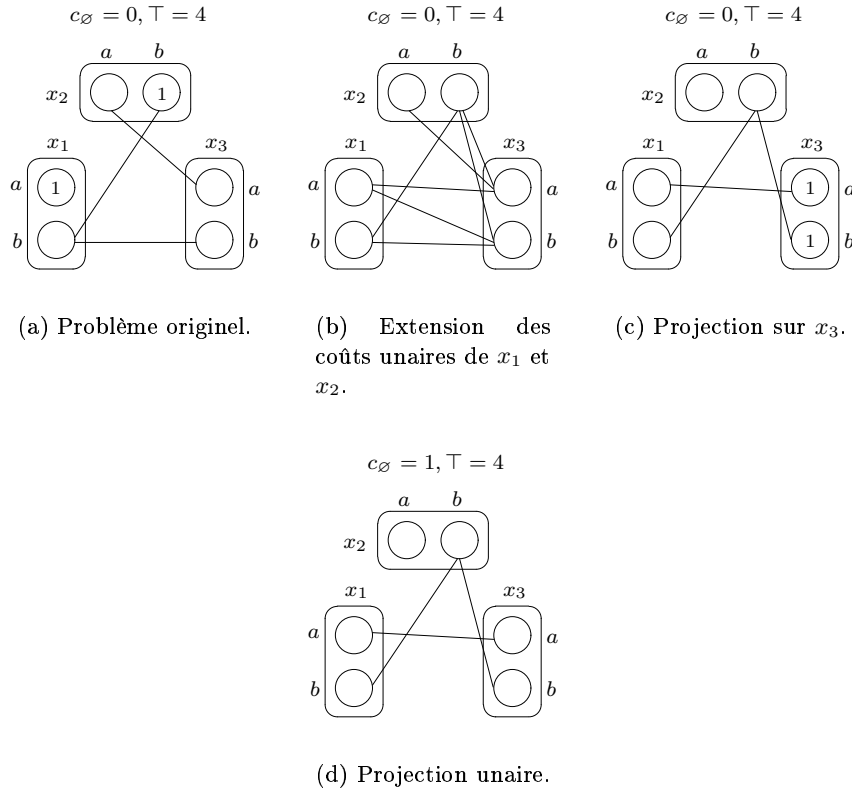 c∅ = 0, ⊤ = 4
a b
x2
1
x1
x3
a
1
a
b
b
(a) Problème originel.
c∅ = 0, ⊤ = 4
a b
x2
x1
x3
a
a
b
b
(b) Extension des
coûts unaires de x1 et
x2.
c∅ = 0, ⊤ = 4
a b
x2
x1
x3
a
1
a
b
1
b
(c) Projection sur x3.
c∅ = 1, ⊤ = 4
a b
x2
x1
x3
a
a
b
b
(d) Projection unaire.